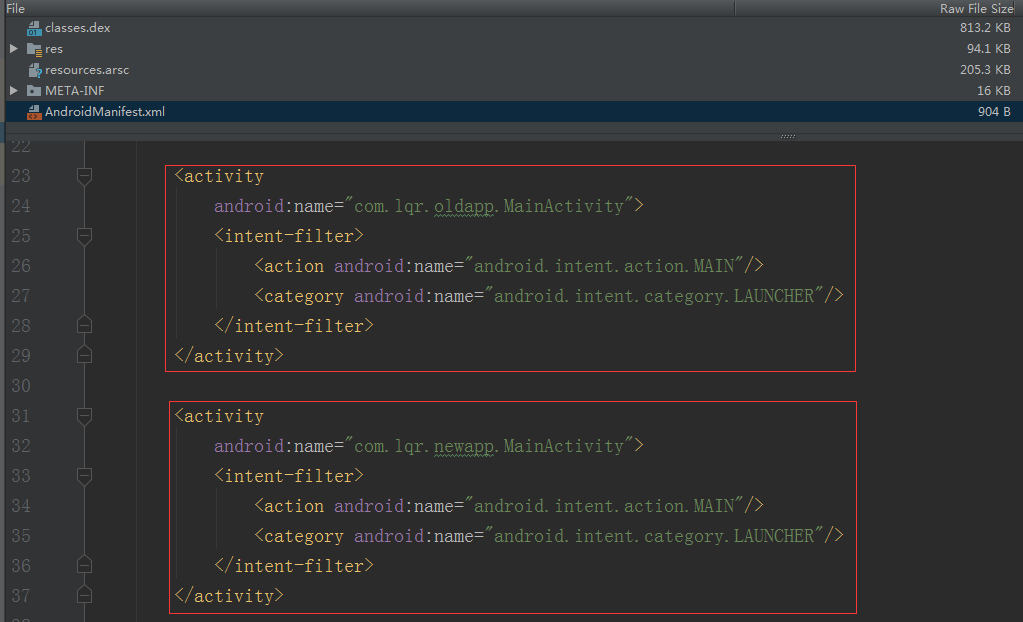 File Raw File Size
classes.dex 813.2 KB
res 94.1 KB
resources.arsc 205.3 KB
META-INF 16 KB
AndroidManifest.xml 904 B
22
23 <activity
24 android:name="com.lqr.oldapp.MainActivity">
25 <intent-filter>
26 <action android:name="android.intent.action.MAIN"/>
27 <category android:name="android.intent.category.LAUNCHER"/>
28 </intent-filter>
29 </activity>
30
31 <activity
32 android:name="com.lqr.newapp.MainActivity">
33 <intent-filter>
34 <action android:name="android.intent.action.MAIN"/>
35 <category android:name="android.intent.category.LAUNCHER"/>
36 </intent-filter>
37 </activity>